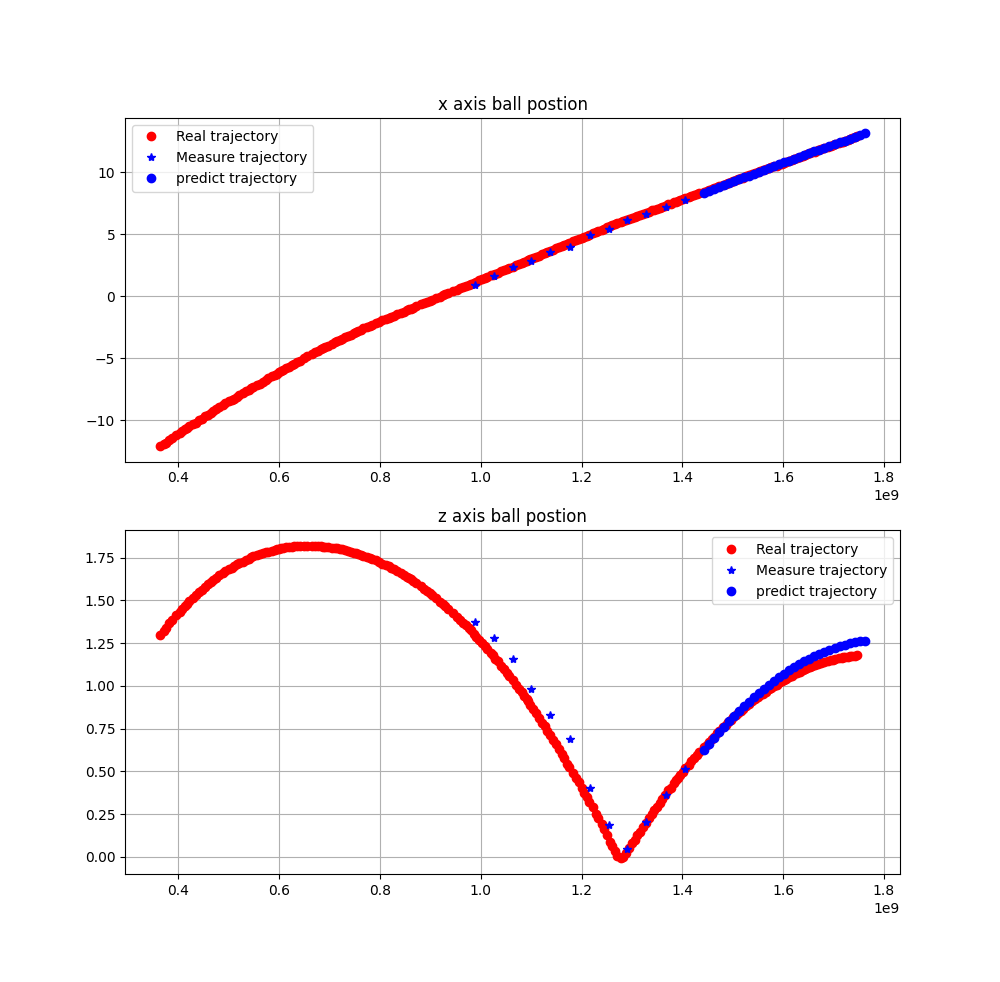 x axis ball postion
Real trajectory
Measure trajectory
predict trajectory
10
5
0
−5
−10
0.4 0.6 0.8 1.0 1.2 1.4 1.6 1.8
1e9
z axis ball postion
Real trajectory
Measure trajectory
predict trajectory
1.75
1.50
1.25
1.00
0.75
0.50
0.25
0.00
0.4 0.6 0.8 1.0 1.2 1.4 1.6 1.8
1e9